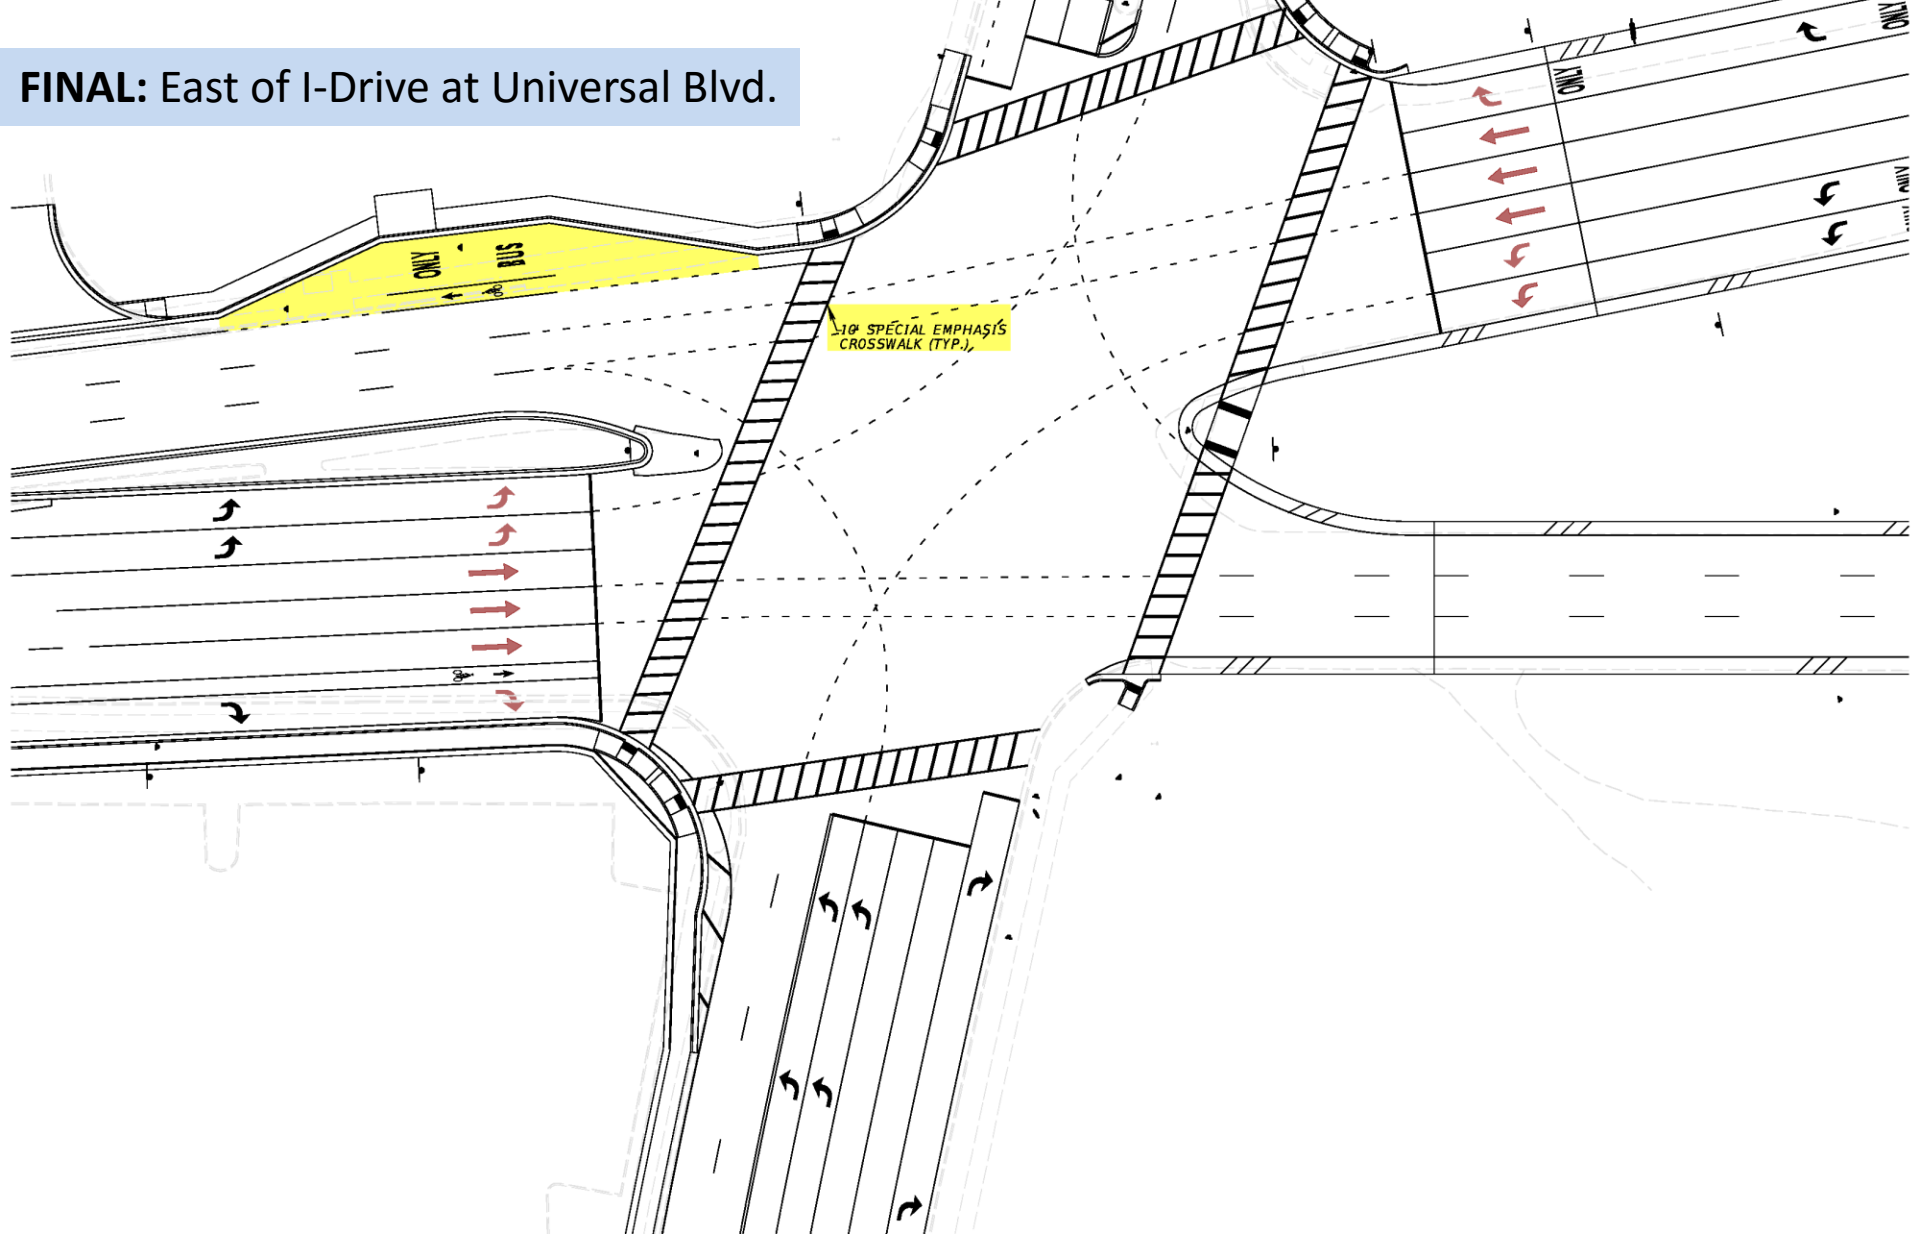 FINAL: East of I-Drive at Universal Blvd.
ONLY
ONLY
ONLY
BUS
10' SPECIAL EMPHASIS
CROSSWALK (TYP.)